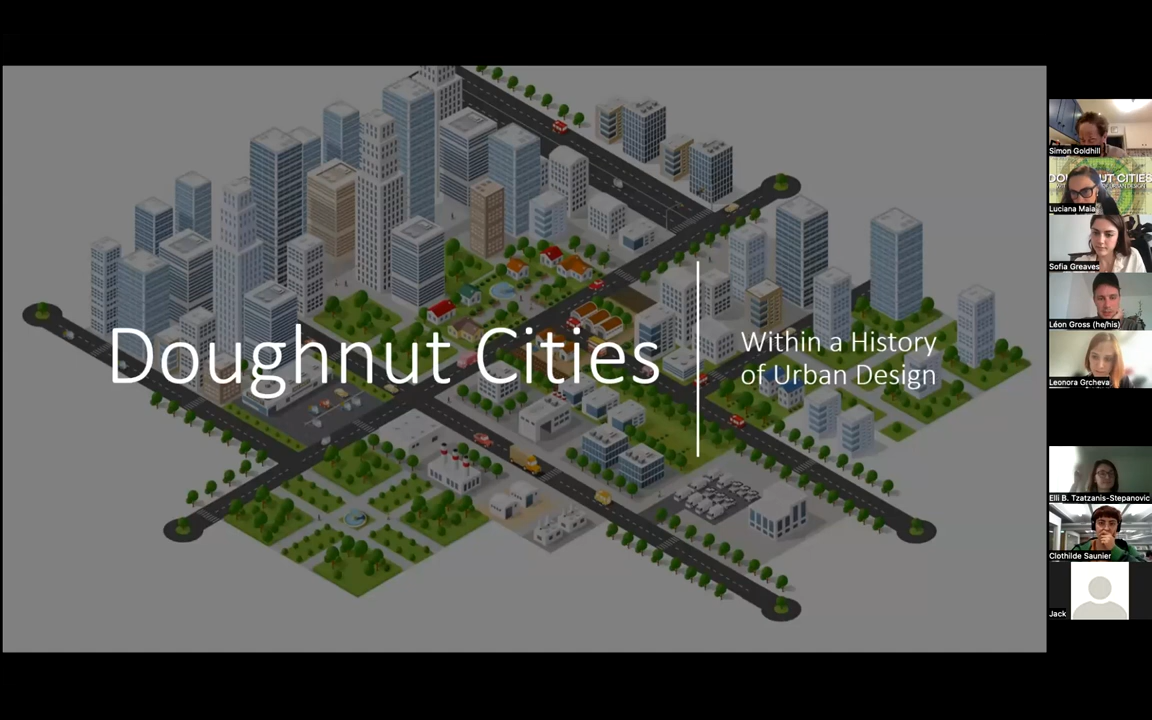 Doughnut Cities
Within a History
of Urban Design
Simon Goldhill
Luciana Maia
Sofia Greaves
Léon Gross (he/his)
Leonora Grcheva
Elli B. Tzatzanis-Stepanovic
Clothilde Saunier
Jack